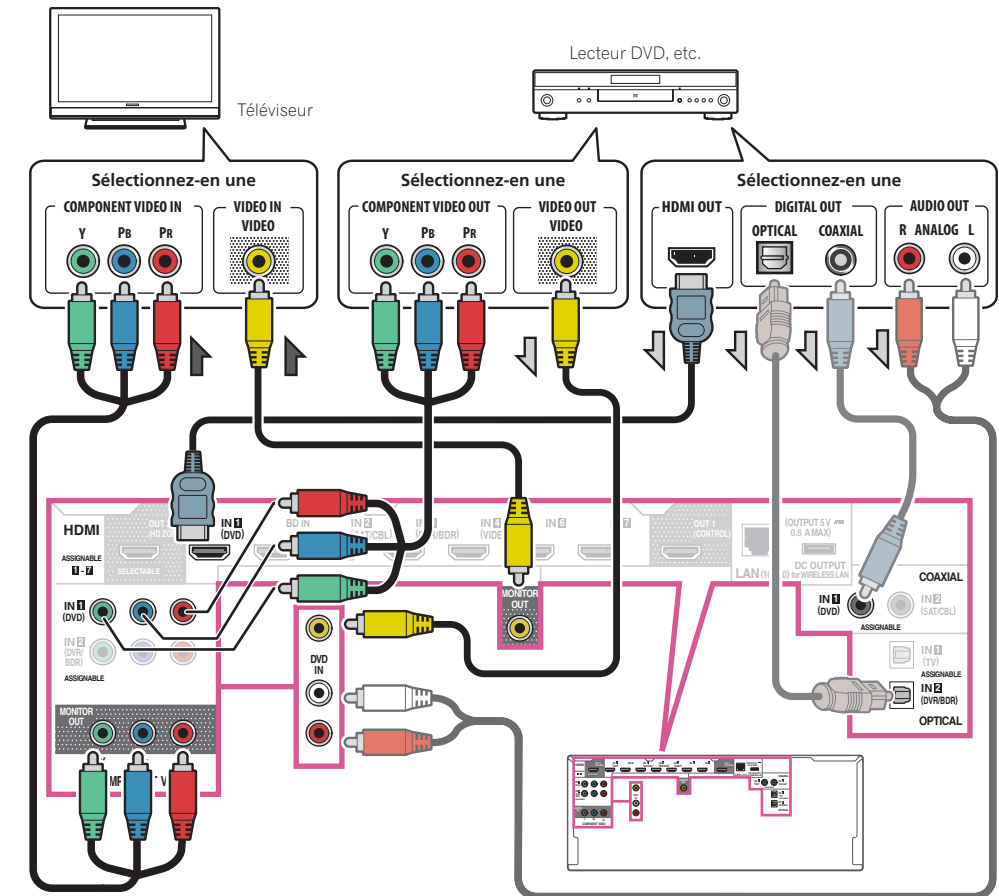 Lecteur DVD, etc.
Téléviseur
Sélectionnez-en une
COMPONENT VIDEO IN
Y PB PR
VIDEO IN
VIDEO
Sélectionnez-en une
COMPONENT VIDEO OUT
Y PB PR
VIDEO OUT
VIDEO
Sélectionnez-en une
HDMI OUT
DIGITAL OUT
OPTICAL COAXIAL
AUDIO OUT
R ANALOG L
HDMI
ASSIGNABLE
1 - 7
SELECTABLE
IN 1
(DVD)
BD IN
IN 2
IN 4
IN 6
7
OUT 1
(CONTROL)
(OUTPUT 5 V
0.6 A MAX)
DC OUTPUT
for WIRELESS LAN
COAXIAL
IN 1
(DVD)
IN 2
(SAT/CBL)
ASSIGNABLE
IN 1
(TV)
ASSIGNABLE
IN 2
(DVR/BDR)
OPTICAL
IN 1
(DVD)
IN 2
(DVR/
BDR)
ASSIGNABLE
MONITOR
OUT
DVD
IN
MONITOR
OUT